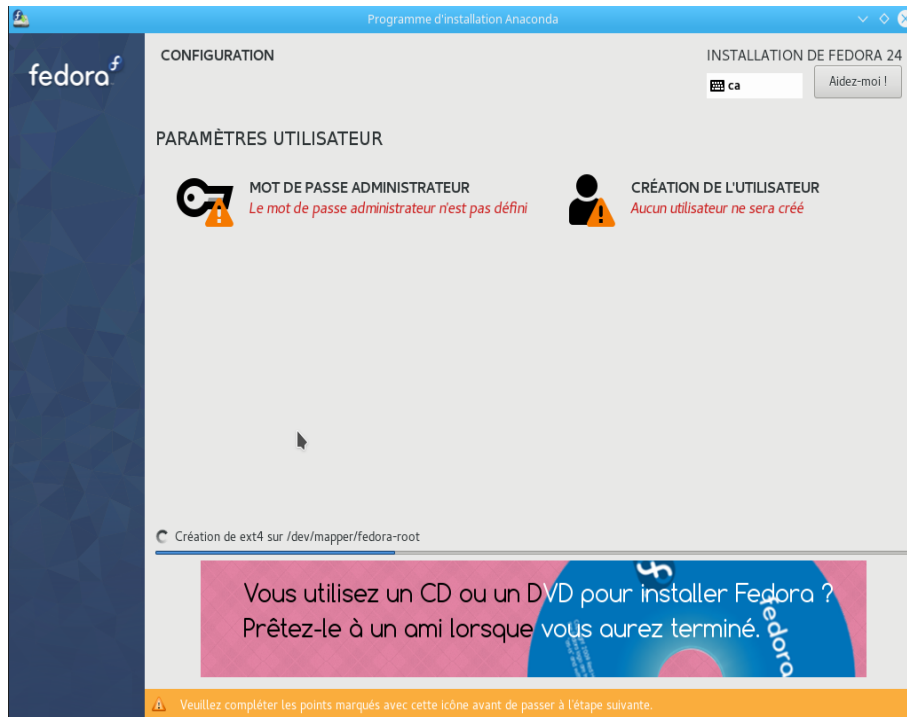 Programme d'installation Anaconda
fedora
CONFIGURATION
INSTALLATION DE FEDORA 24
ca
Aidez-moi !
PARAMÈTRES UTILISATEUR
MOT DE PASSE ADMINISTRATEUR
Le mot de passe administrateur n'est pas défini
CRÉATION DE L'UTILISATEUR
Aucun utilisateur ne sera créé
Création de ext4 sur /dev/mapper/fedora-root
Vous utilisez un CD ou un DVD pour installer Fedora ?
Prêtez-le à un ami lorsque vous aurez terminé.
fedora
Veuillez compléter les points marqués avec cette icône avant de passer à l'étape suivante.